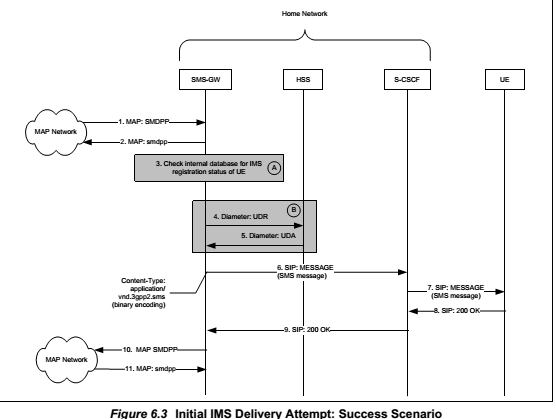 Home Network
SMS-GW
HSS
S-CSCF
UE
MAP Network
1. MAP: SMDPP
2. MAP: smdpp
3. Check internal database for IMS
registration status of UE
A
B
4. Diameter: UDR
5. Diameter: UDA
6. SIP: MESSAGE
(SMS message)
Content-Type:
application/
vnd.3gpp2.sms
(binary encoding)
7. SIP: MESSAGE
(SMS message)
8. SIP: 200 OK
9. SIP: 200 OK
MAP Network
10. MAP SMDPP
11. MAP: smdpp
Figure 6.3 Initial IMS Delivery Attempt: Success Scenario